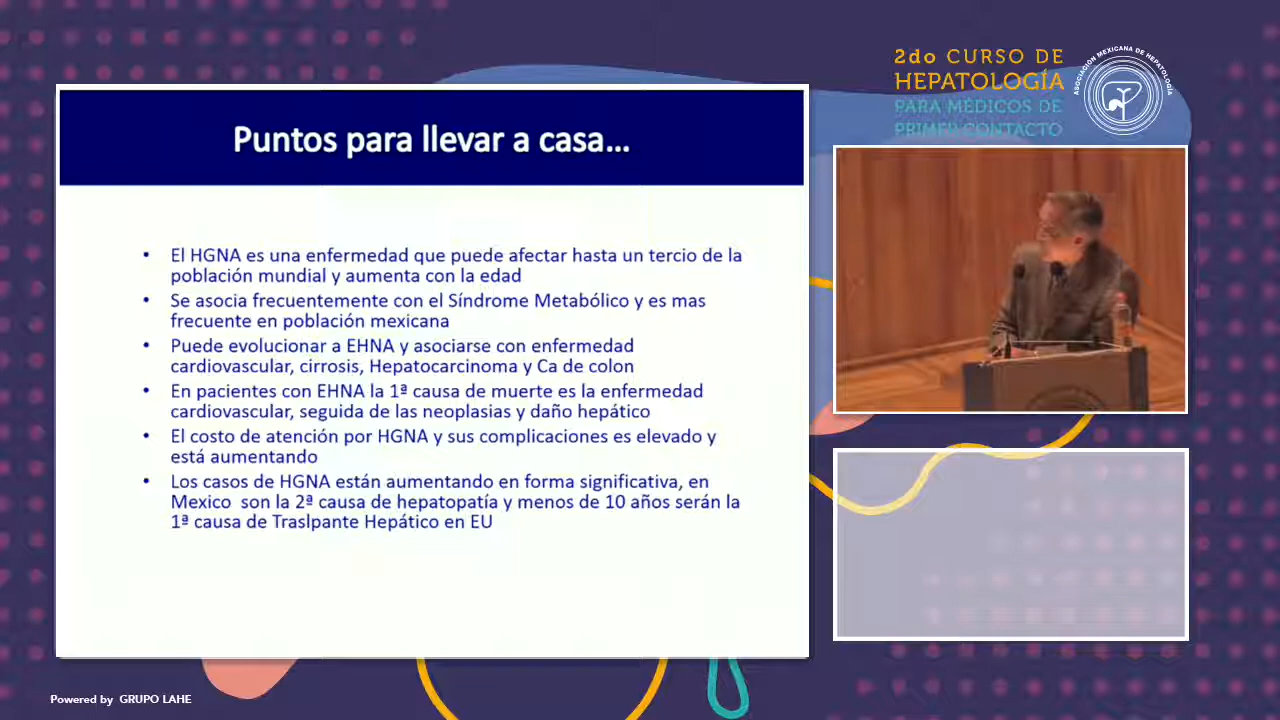 2do CURSO DE
HEPATOLOGÍA
PARA MÉDICOS DE
PRIMER CONTACTO
ASOCIACIÓN MEXICANA DE HEPATOLOGÍA
Puntos para llevar a casa...
• El HGNA es una enfermedad que puede afectar hasta un tercio de la
población mundial y aumenta con la edad
• Se asocia frecuentemente con el Síndrome Metabólico y es mas
frecuente en población mexicana
• Puede evolucionar a EHNA y asociarse con enfermedad
cardiovascular, cirrosis, Hepatocarcinoma y Ca de colon
• En pacientes con EHNA la 1ª causa de muerte es la enfermedad
cardiovascular, seguida de las neoplasias y daño hepático
• El costo de atención por HGNA y sus complicaciones es elevado y
está aumentando
• Los casos de HGNA están aumentando en forma significativa, en
Mexico son la 2ª causa de hepatopatía y menos de 10 años serán la
1ª causa de Traslpante Hepático en EU
Powered by GRUPO LAHE